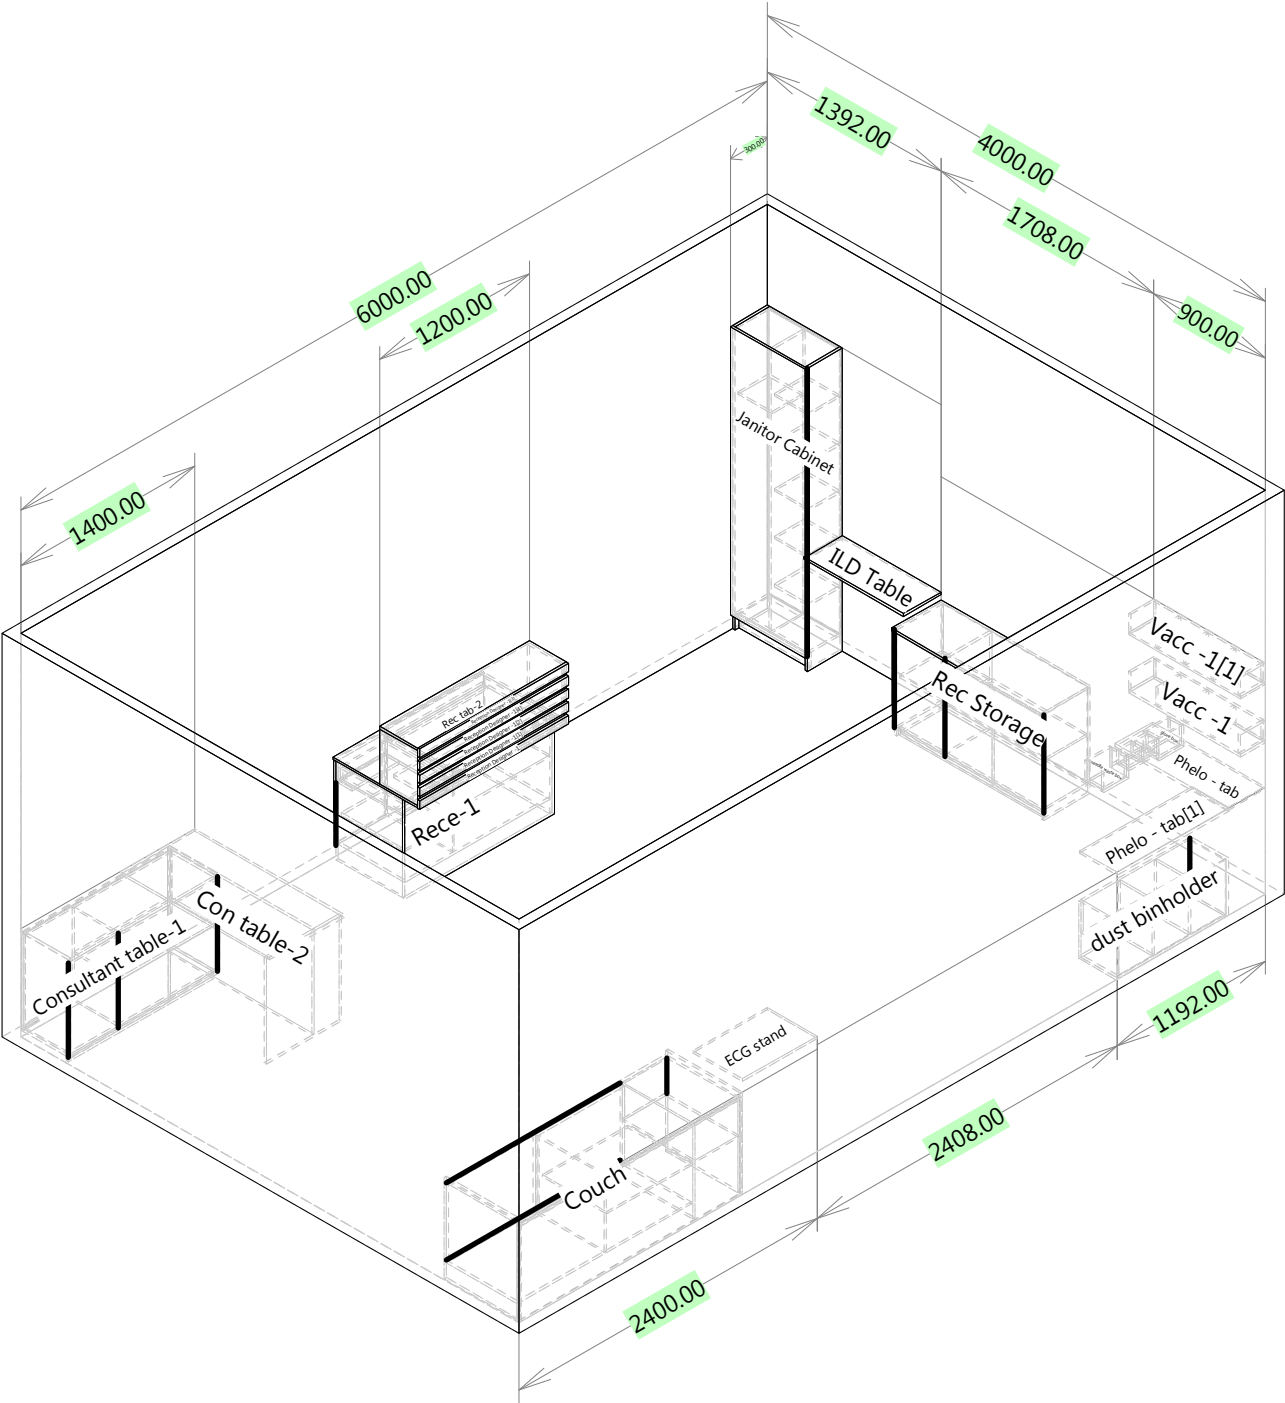 4000.00
1392.00
300.00
1708.00
6000.00
1200.00
900.00
1400.00
Janitor Cabinet
ILD Table
Vacc -1[1]
Rec Storage
Vacc -1
Rec tab-2
Phelo - tab
Rece-1
Phelo - tab[1]
dust binholder
Con table-2
Consultant table-1
1192.00
ECG stand
2408.00
Couch
2400.00